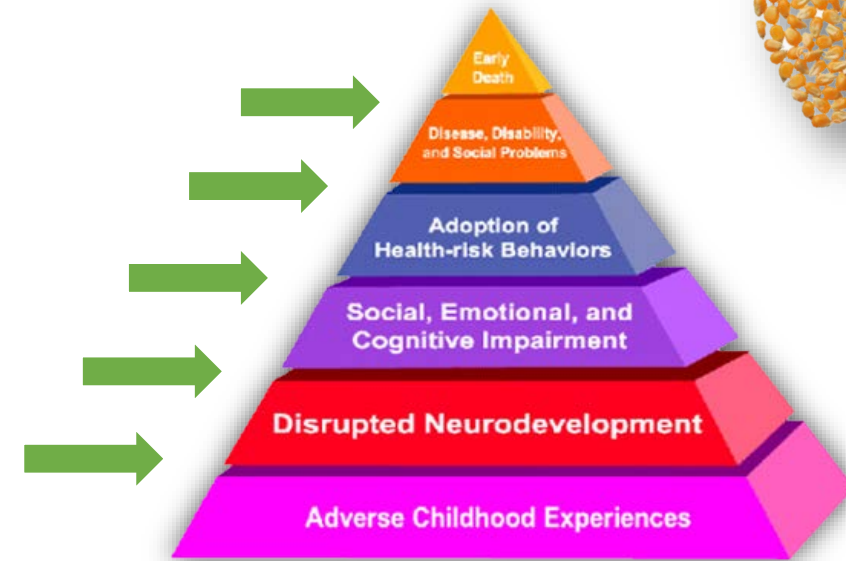 Early
Death
Disease, Disability,
and Social Problems
Adoption of
Health-risk Behaviors
Social, Emotional, and
Cognitive Impairment
Disrupted Neurodevelopment
Adverse Childhood Experiences